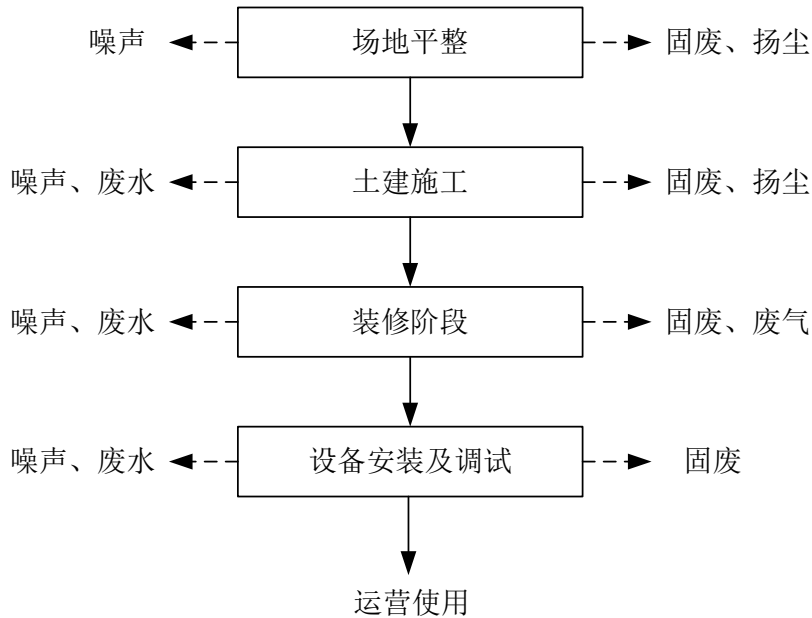 噪声 场地平整 固废、扬尘
噪声、废水 土建施工 固废、扬尘
噪声、废水 装修阶段 固废、废气
噪声、废水 设备安装及调试 固废
运营使用